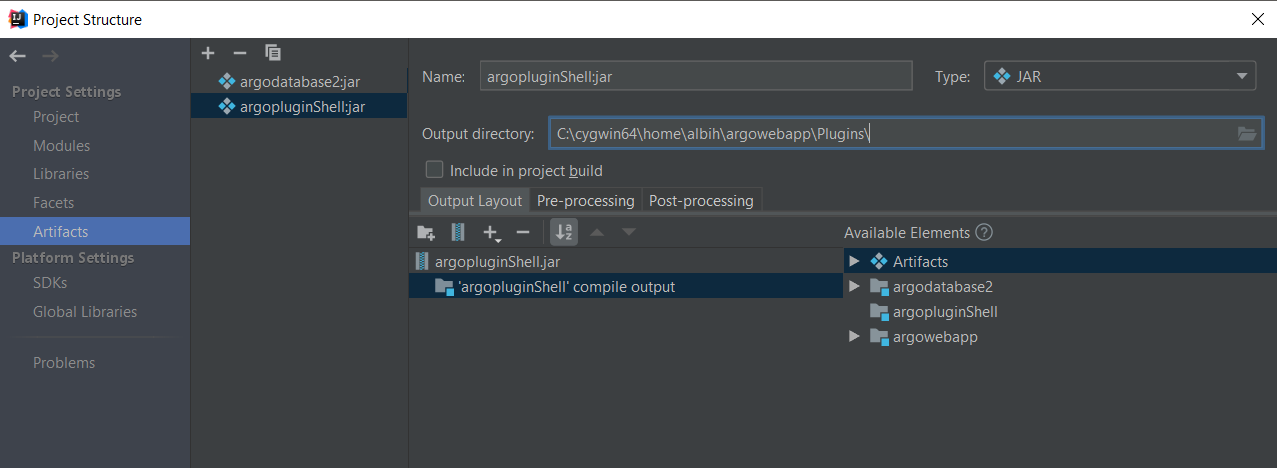 Project Structure
Project Settings
Project
Modules
Libraries
Facets
Artifacts
Platform Settings
SDKs
Global Libraries
Problems
argodatabase2:jar
argopluginShell:jar
Name: argopluginShell:jar Type: JAR
Output directory: C:\cygwin64\home\albih\argowebapp\Plugins\
Include in project build
Output Layout Pre-processing Post-processing
Available Elements ?
argopluginShell.jar
'argopluginShell' compile output
Artifacts
argodatabase2
argopluginShell
argowebapp